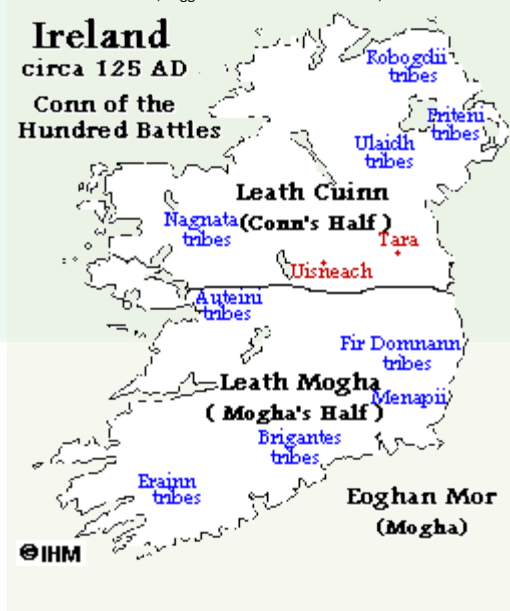 Ireland
circa 125 AD
Conn of the
Hundred Battles
Robogdii
tribes
Priteni
tribes
Ulaidh
tribes
Leath Cuinn
(Conn's Half )
Nagnata
tribes
Tara
Uisneach
Auteini
tribes
Fir Domnann
tribes
Leath Mogha
( Mogha's Half )
Menapii
Brigantes
tribes
Erainn
tribes
Eoghan Mor
(Mogha)
©IHM